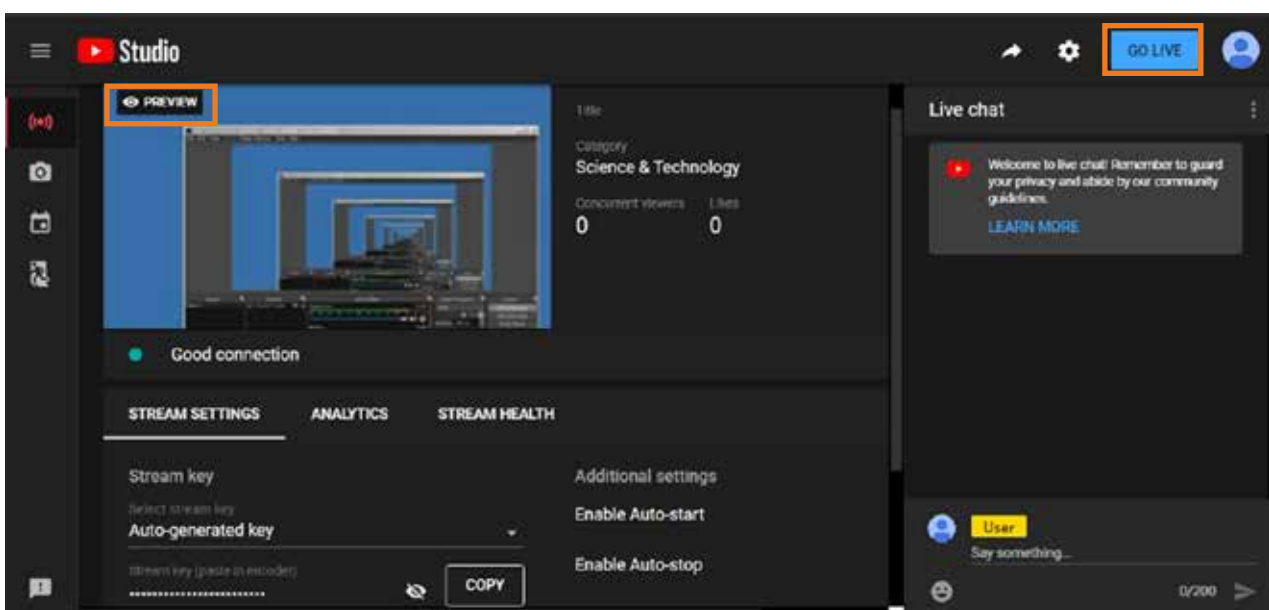 Studio
GO LIVE
PREVIEW
Title
Category
Science & Technology
Concurrent viewers Likes
0 0
Good connection
STREAM SETTINGS ANALYTICS STREAM HEALTH
Stream key
Select stream key
Auto-generated key
Stream key (paste in encoder)
COPY
Additional settings
Enable Auto-start
Enable Auto-stop
Live chat
Welcome to live chat! Remember to guard
your privacy and abide by our community
guidelines.
LEARN MORE
User
Say something...
0/200